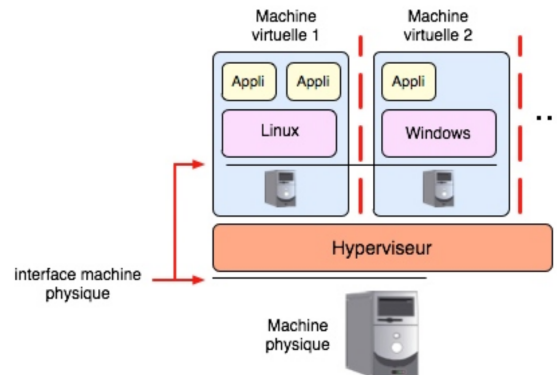 Machine
virtuelle 1
Machine
virtuelle 2
Appli
Appli
Appli
Linux
Windows
..
Hyperviseur
interface machine
physique
Machine
physique